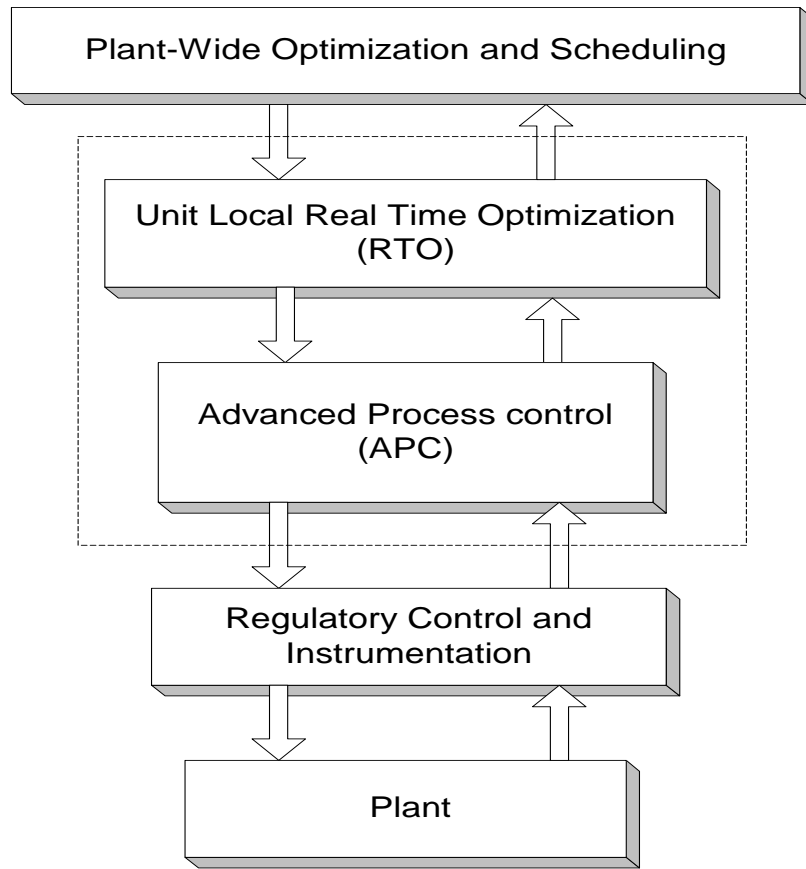 Plant-Wide Optimization and Scheduling
Unit Local Real Time Optimization
(RTO)
Advanced Process control
(APC)
Regulatory Control and
Instrumentation
Plant